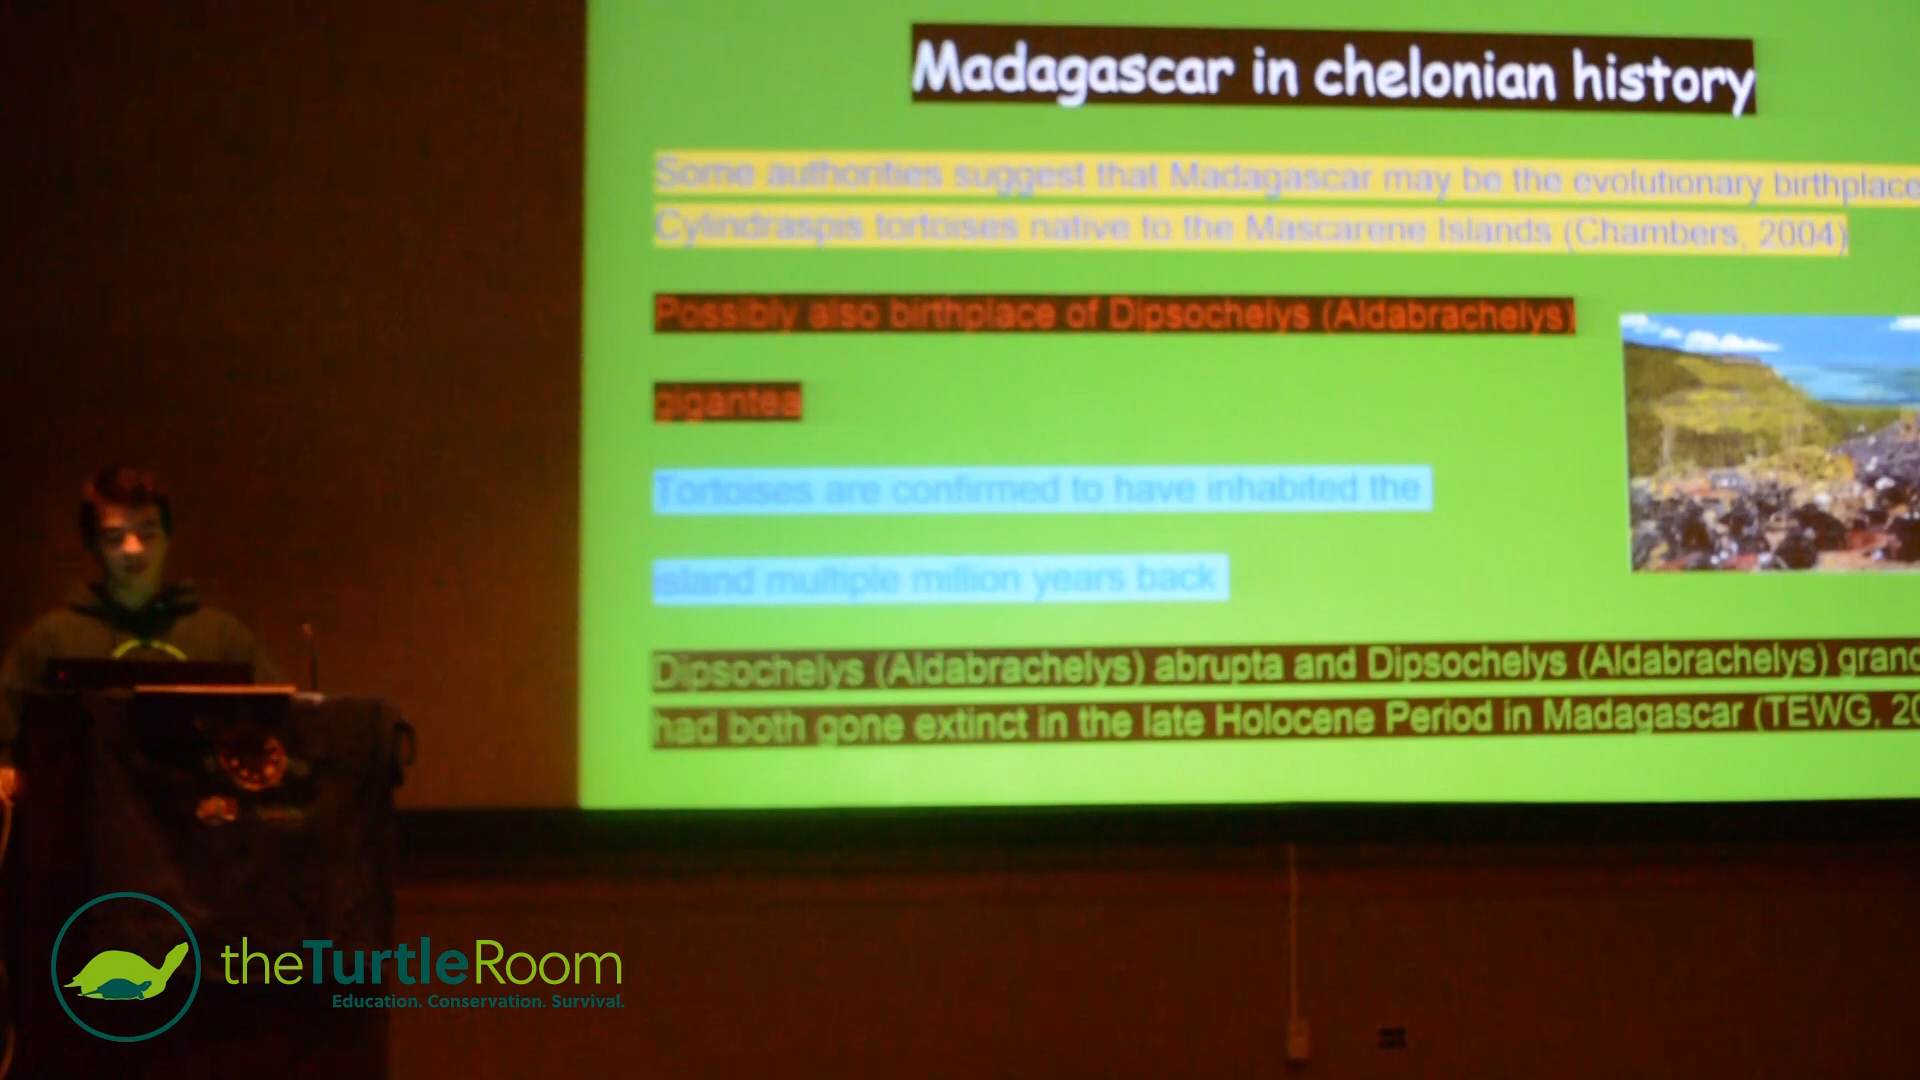 Madagascar in chelonian history
Some authorities suggest that Madagascar may be the evolutionary birthplace
Cylindraspis tortoises native to the Mascarene Islands (Chambers, 2004)
Possibly also birthplace of Dipsochelys (Aldabrachelys)
gigantea
Tortoises are confirmed to have inhabited the
island multiple million years back
Dipsochelys (Aldabrachelys) abrupta and Dipsochelys (Aldabrachelys)
had both gone extinct in the late Holocene Period in Madagascar (TEWG,
theTurtleRoom
Education. Conservation. Survival.